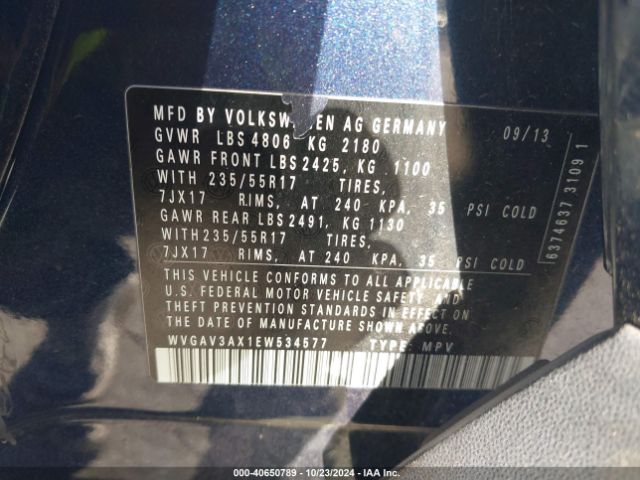 MFD BY VOLKSWAGEN AG GERMANY 09/13
GVWR LBS 4806 KG 2180
GAWR FRONT LBS 2425, KG 1100
WITH 235/55R17 TIRES,
7JX17 RIMS, AT 240 KPA, 35 PSI COLD
GAWR REAR LBS 2491, KG 1130
WITH 235/55R17 TIRES,
7JX17 RIMS, AT 240 KPA, 35 PSI COLD
THIS VEHICLE CONFORMS TO ALL APPLICABLE
U.S. FEDERAL MOTOR VEHICLE SAFETY AND
THEFT PREVENTION STANDARDS IN EFFECT ON
THE DATE OF MANUFACTURE SHOWN ABOVE.
WVGAV3AX1EW534577 TYPE: MPV
6374637 3109 1
000-40650789 - 10/23/2024 - IAA Inc.